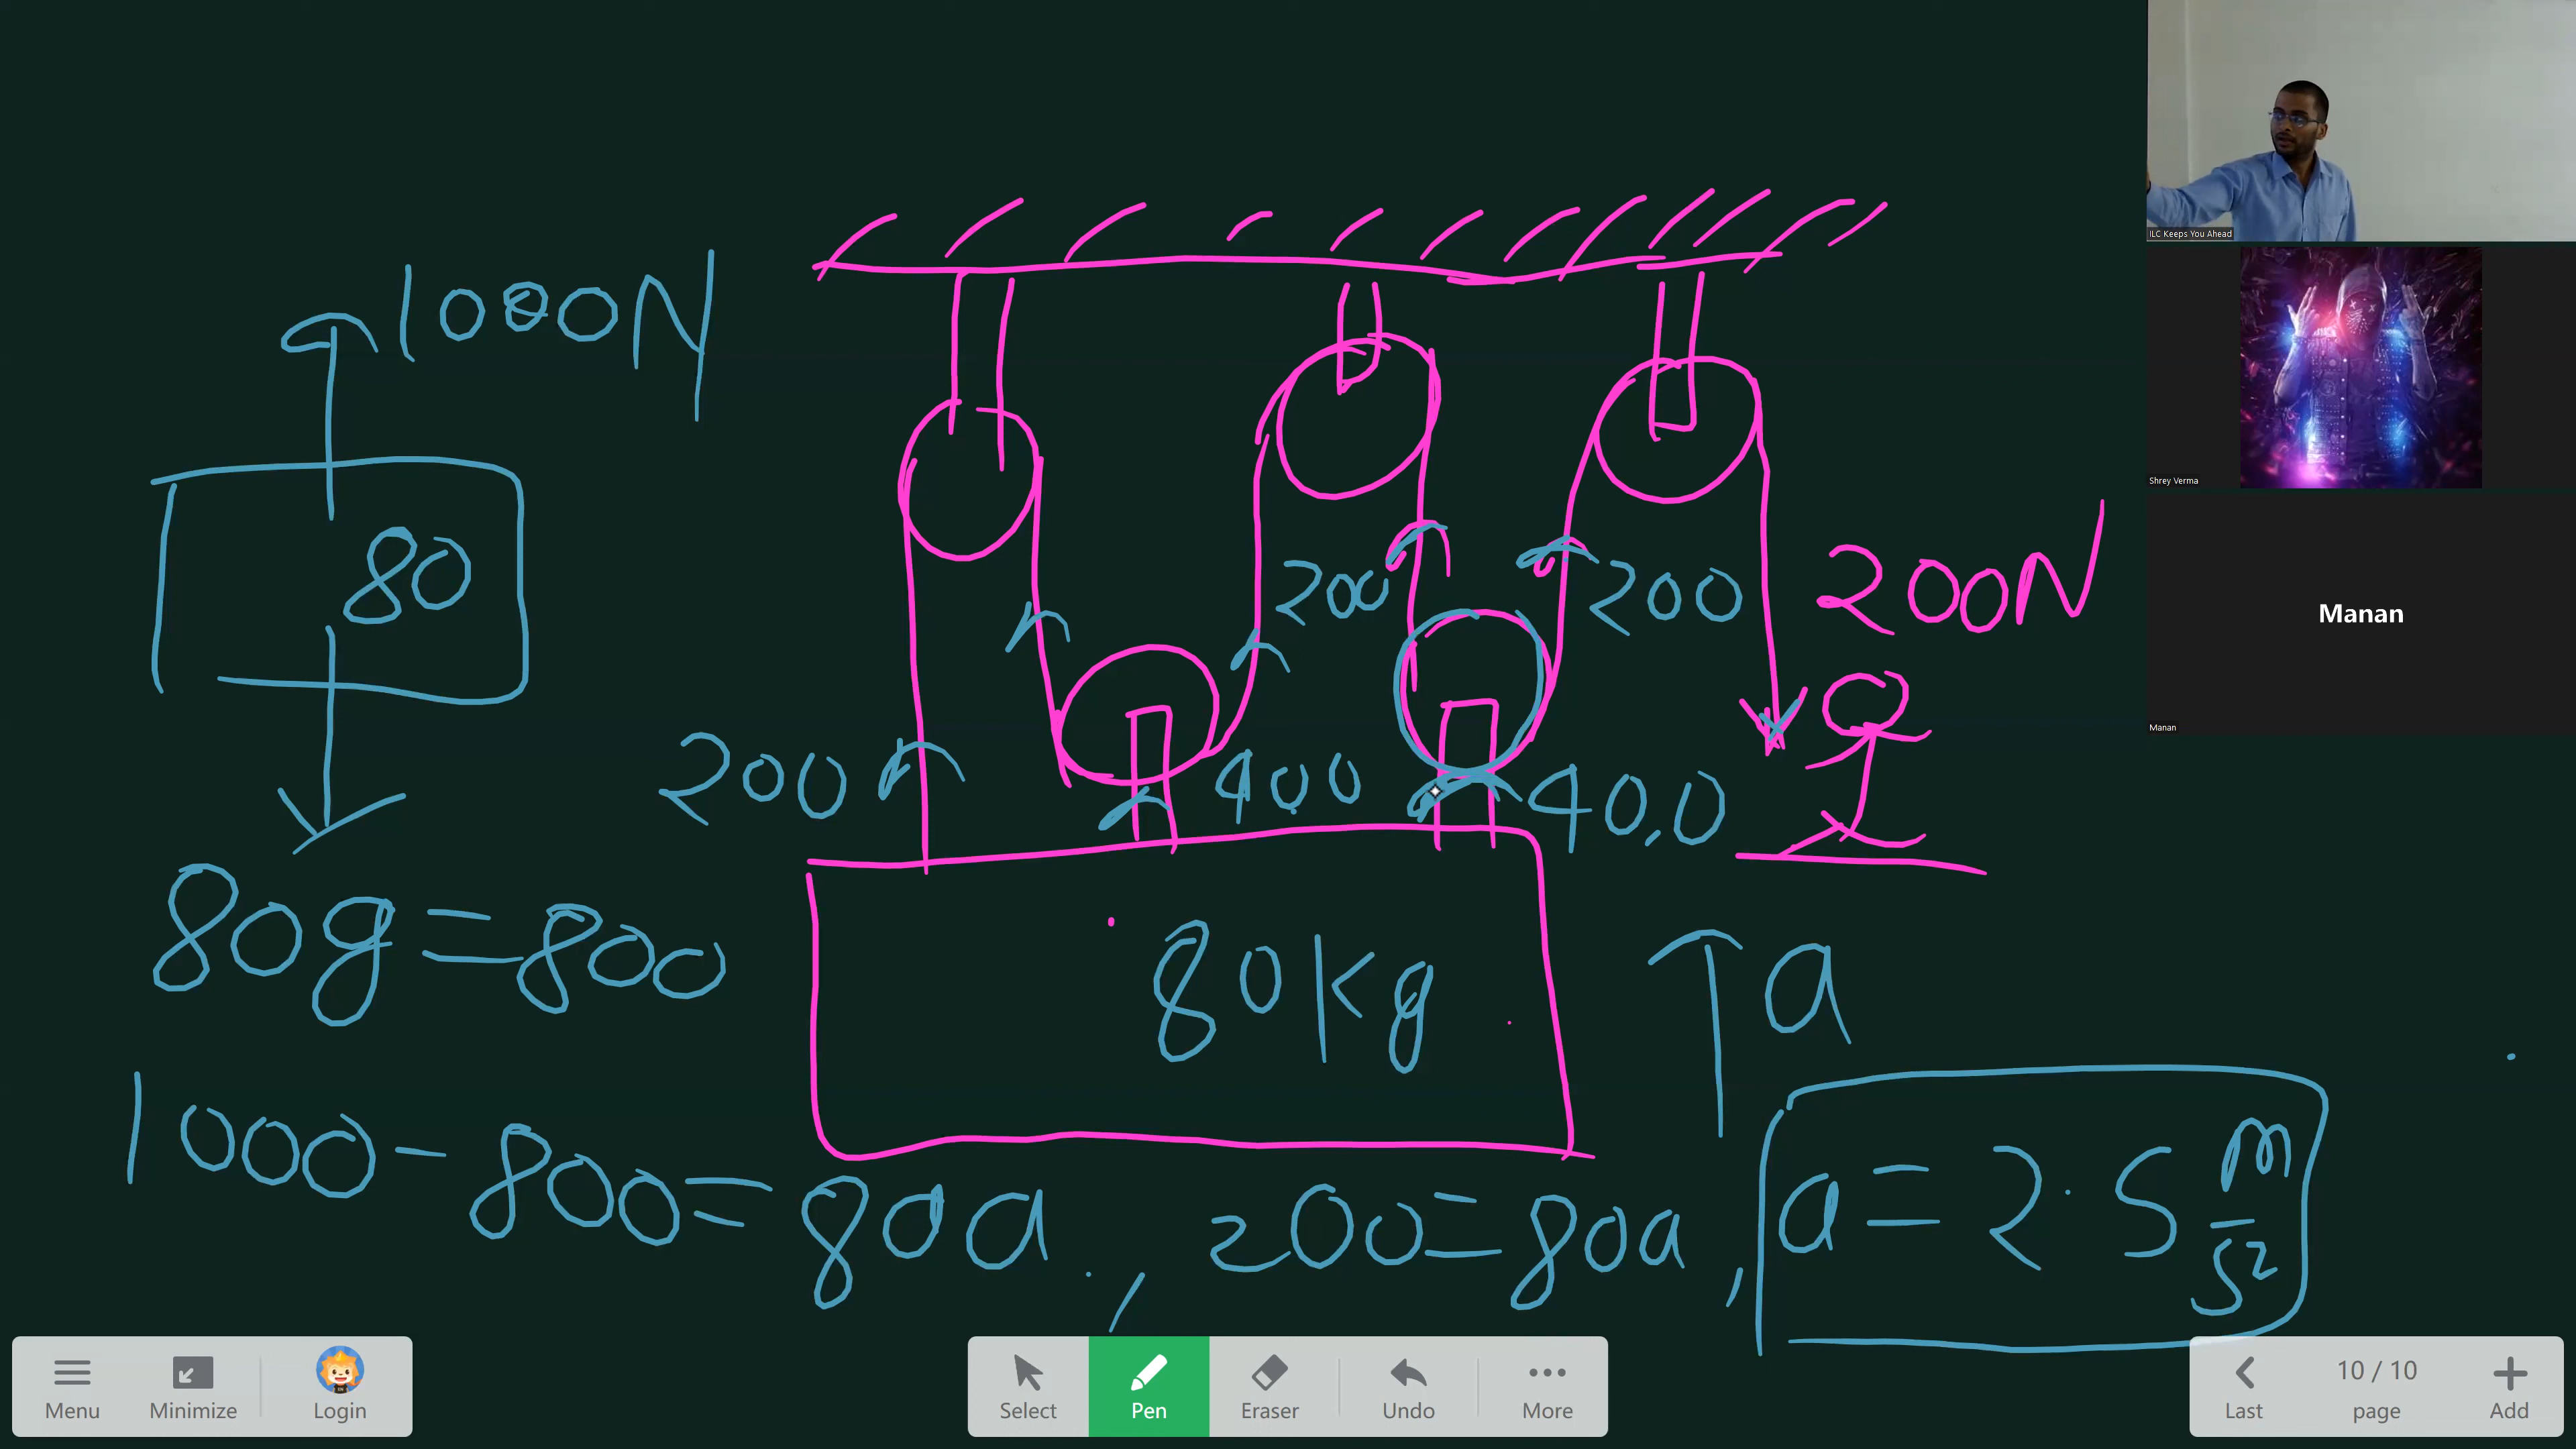 1000N
80
80g=800
200
400
200
200
400
200N
80kg
a
1000-800=80a, 200=80a, a=2.5 m/s²
ILC Keeps You Ahead
Shrey Verma
Manan
Manan
Menu
Minimize
Login
Select
Pen
Eraser
Undo
More
Last
10 / 10
page
Add